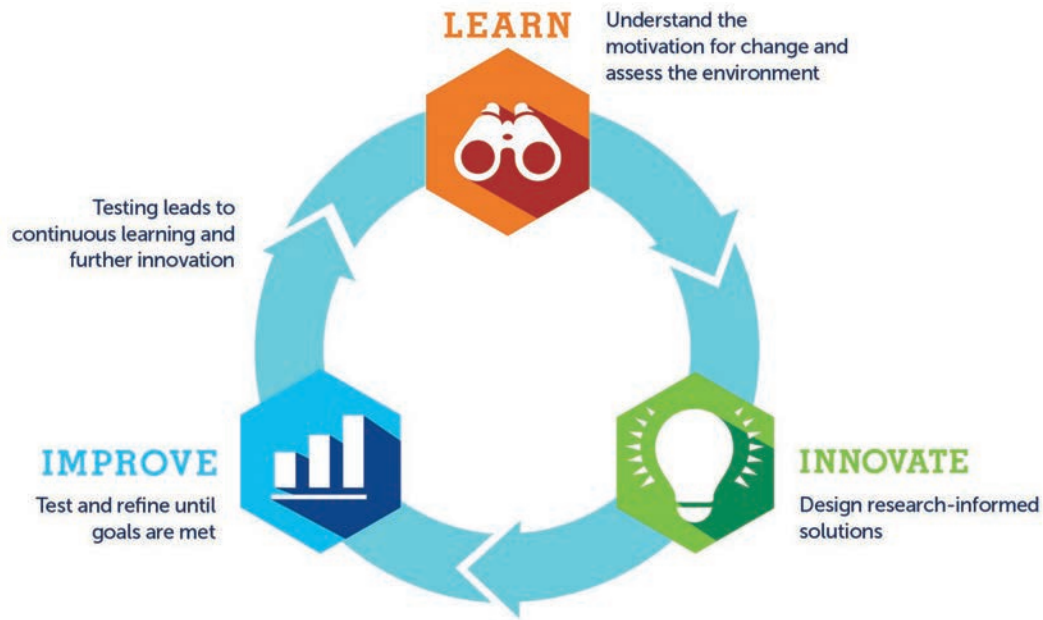 LEARN
Understand the
motivation for change and
assess the environment
INNOVATE
Design research-informed
solutions
IMPROVE
Test and refine until
goals are met
Testing leads to
continuous learning and
further innovation